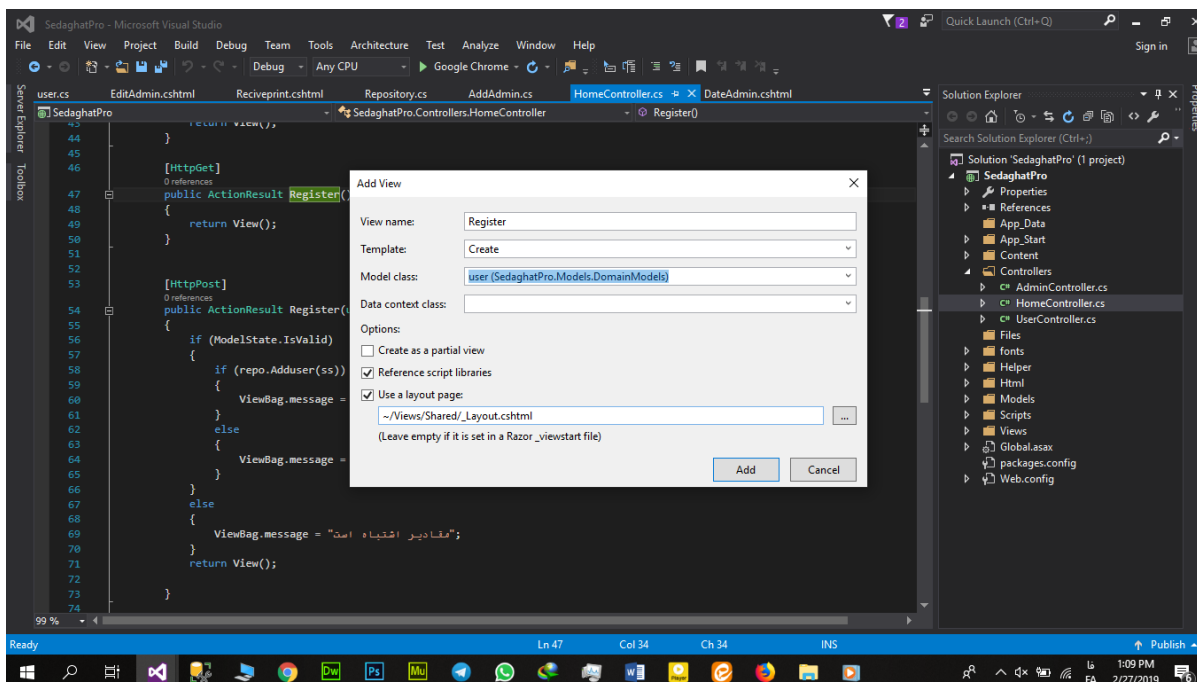 SedaghatPro - Microsoft Visual Studio
2
Quick Launch (Ctrl+Q)
File Edit View Project Build Debug Team Tools Architecture Test Analyze Window Help
Sign in
Debug Any CPU Google Chrome
Server Explorer
Toolbox
user.cs EditAdmin.cshtml Reciveprint.cshtml Repository.cs AddAdmin.cs HomeController.cs DateAdmin.cshtml
SedaghatPro SedaghatPro.Controllers.HomeController Register()
43 return View();
44 }
45
46 [HttpGet]
0 references
47 public ActionResult Register()
48 {
49 return View();
50 }
51
52
53 [HttpPost]
0 references
54 public ActionResult Register(
55 {
56 if (ModelState.IsValid)
57 {
58 if (repo.Adduser(ss))
59 {
60 ViewBag.message =
61 }
62 else
63 {
64 ViewBag.message =
65 }
66 }
67 else
68 {
69 ViewBag.message = "مقادیر اشتباه است";
70 }
71 return View();
72
73 }
74
99 %
Add View
View name: Register
Template: Create
Model class: user (SedaghatPro.Models.DomainModels)
Data context class:
Options:
Create as a partial view
Reference script libraries
Use a layout page:
~/Views/Shared/_Layout.cshtml
...
(Leave empty if it is set in a Razor _viewstart file)
Add Cancel
Solution Explorer
Search Solution Explorer (Ctrl+;)
Solution 'SedaghatPro' (1 project)
SedaghatPro
Properties
References
App_Data
App_Start
Content
Controllers
C# AdminController.cs
C# HomeController.cs
C# UserController.cs
Files
fonts
Helper
Html
Models
Scripts
Views
Global.asax
packages.config
Web.config
Properties
Ready Ln 47 Col 34 Ch 34 INS Publish
Dw Ps Mu
Player
فا
FA
1:09 PM
2/27/2019
6